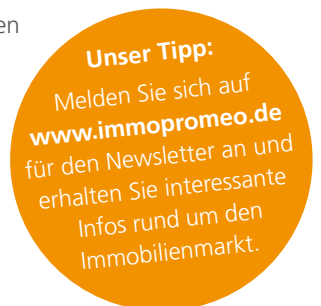 en
Unser Tipp:
Melden Sie sich auf
www.immopromeo.de
für den Newsletter an und
erhalten Sie interessante
Infos rund um den
Immobilienmarkt.